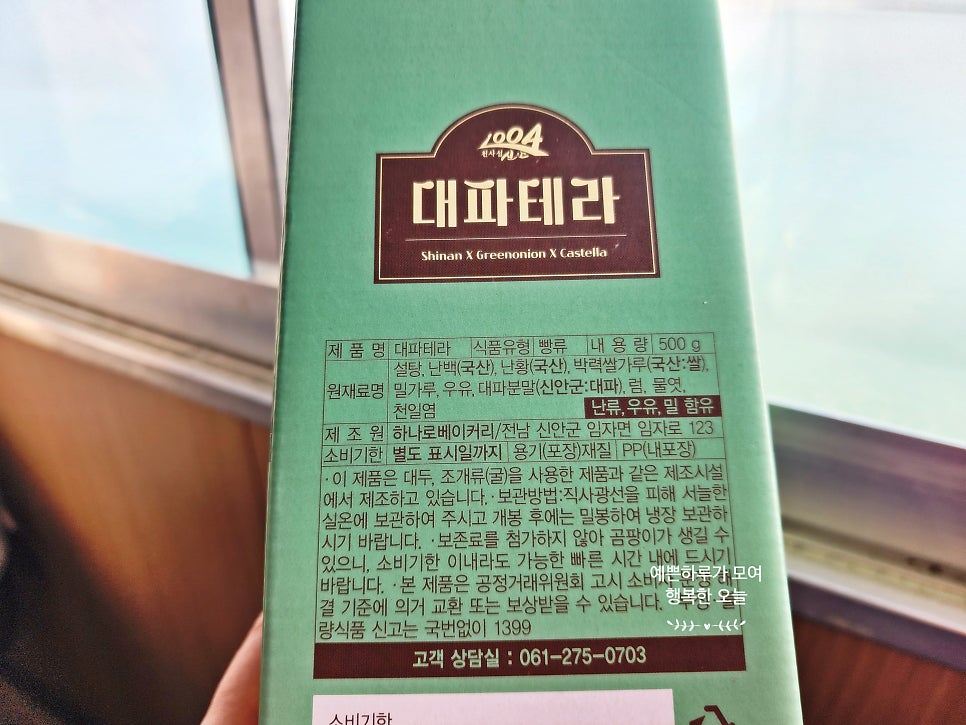 1004
천사섬 신안
대파테라
Shinan X Greenonion X Castella
제 품 명 대파테라 식품유형 빵류 내 용 량 500 g
원재료명 설탕, 난백(국산), 난황(국산), 박력쌀가루(국산:쌀),
밀가루, 우유, 대파분말(신안군:대파), 럼, 물엿,
천일염 난류, 우유, 밀 함유
제 조 원 하나로베이커리/전남 신안군 임자면 임자로 123
소비기한 별도 표시일까지 용기(포장)재질 PP(내포장)
·이 제품은 대두, 조개류(굴)을 사용한 제품과 같은 제조시설
에서 제조하고 있습니다. ·보관방법:직사광선을 피해 서늘한
실온에 보관하여 주시고 개봉 후에는 밀봉하여 냉장 보관하
시기 바랍니다. ·보존료를 첨가하지 않아 곰팡이가 생길 수
있으니, 소비기한 이내라도 가능한 빠른 시간 내에 드시기
바랍니다. ·본 제품은 공정거래위원회 고시
결 기준에 의거 교환 또는 보상받을 수 있습니다.
량식품 신고는 국번없이 1399
고객 상담실 : 061-275-0703
소비기한
예쁜하루가 모여
행복한 오늘